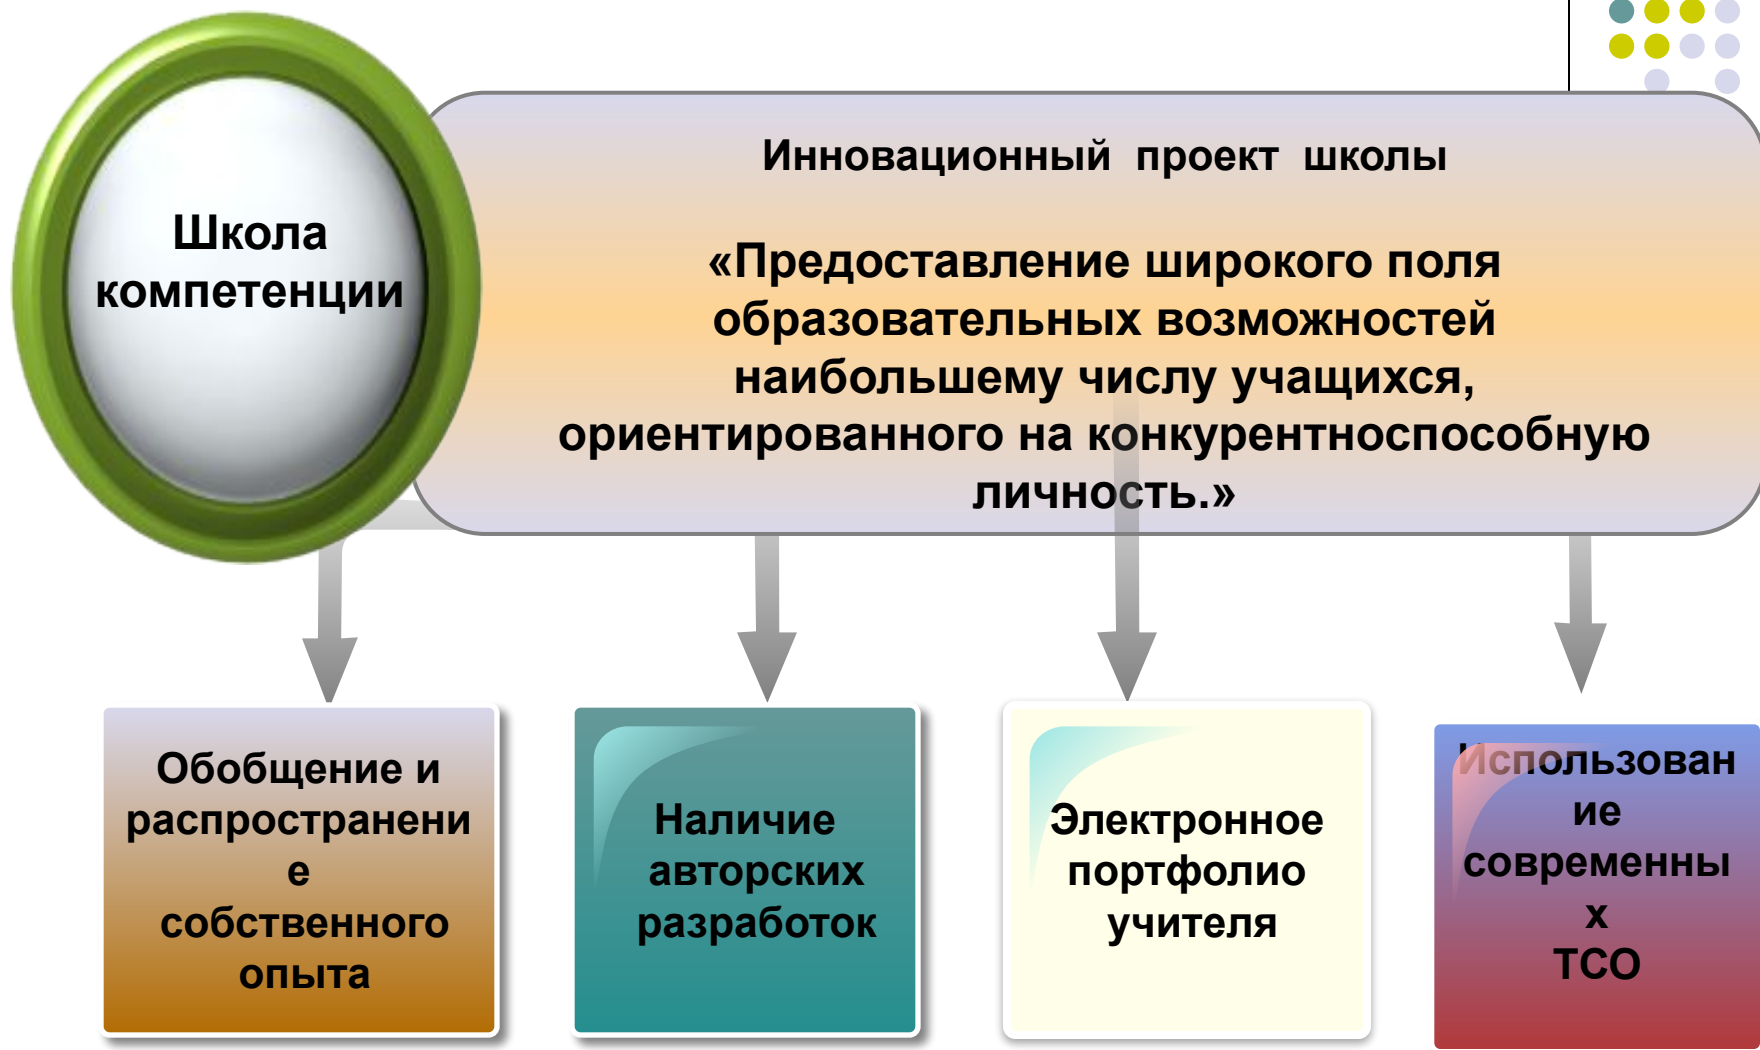 Школа
компетенции
Инновационный проект школы
«Предоставление широкого поля
образовательных возможностей
наибольшему числу учащихся,
ориентированного на конкурентноспособную
личность.»
Обобщение и
распространени
е
собственного
опыта
Наличие
авторских
разработок
Электронное
портфолио
учителя
Использован
ие
современны
х
ТСО